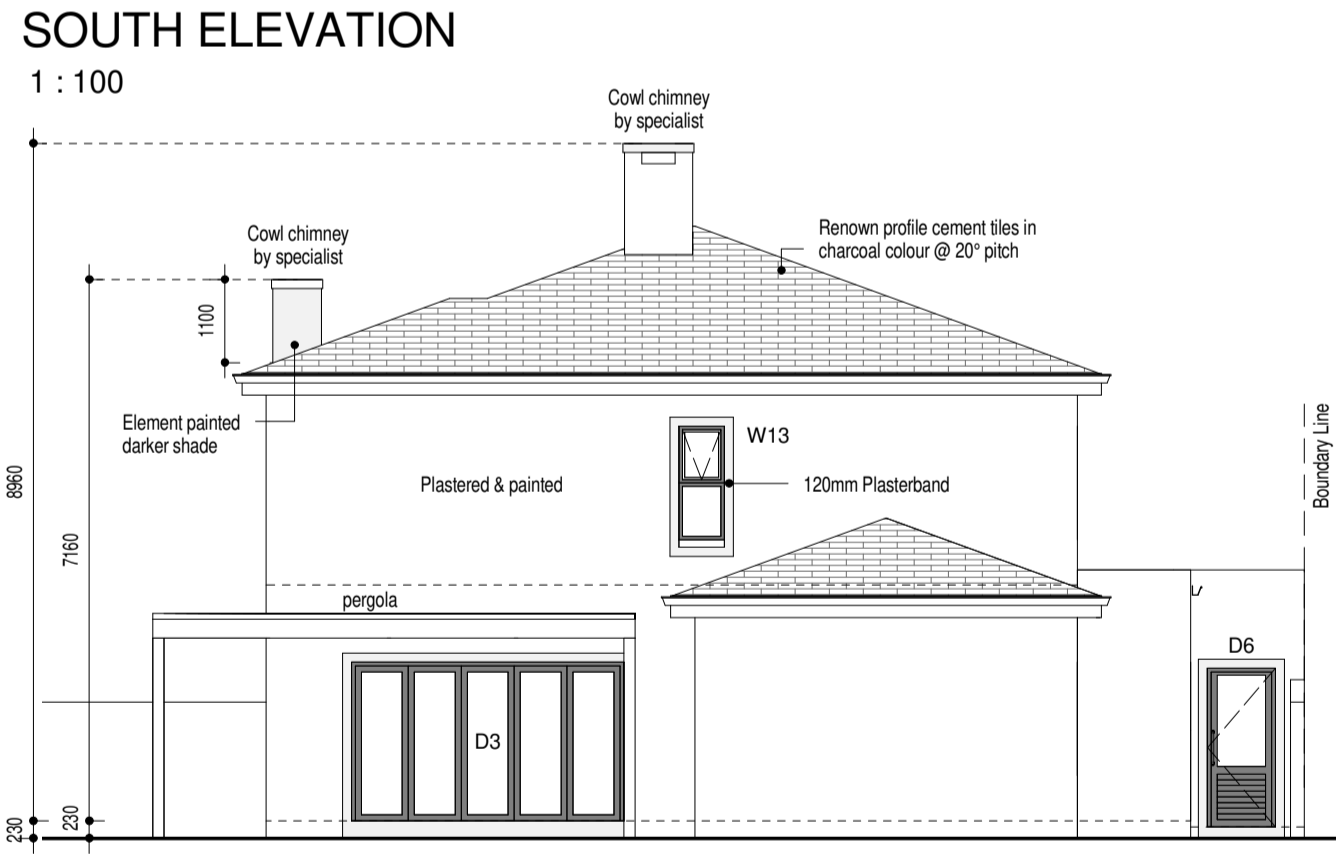 SOUTH ELEVATION
1 : 100
Cowl chimney
by specialist
Cowl chimney
by specialist
Renown profile cement tiles in
charcoal colour @ 20° pitch
1100
Element painted
darker shade
W13
Boundary Line
8960
Plastered & painted
120mm Plasterband
7160
pergola
D6
D3
230
230